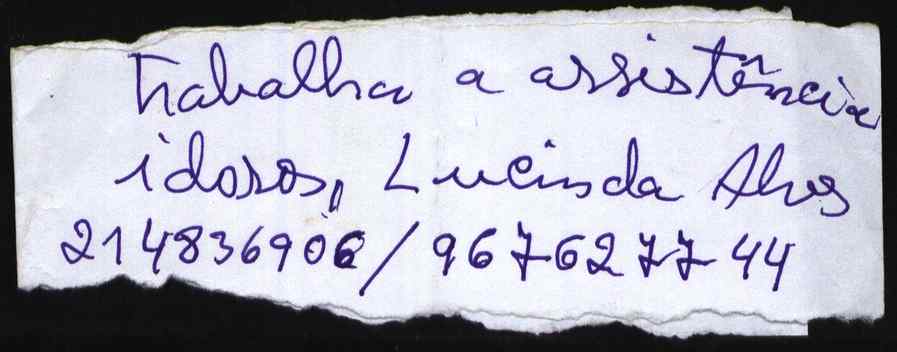 Trabalha a assistência
idosos, Lucinda Alves
214836906 / 967627744